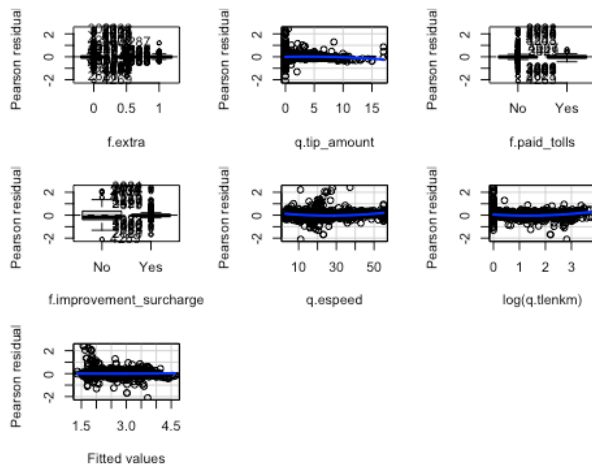 Pearson residual
2
0
-2
0
0.5
1
f.extra
Pearson residual
2
0
-2
0
5
10
15
q.tip_amount
Pearson residual
2
0
-2
No
Yes
f.paid_tolls
Pearson residual
2
0
-2
No
Yes
f.improvement_surcharge
Pearson residual
2
0
-2
10
30
50
q.espeed
Pearson residual
2
0
-2
0
1
2
3
log(q.tlenkm)
Pearson residual
2
0
-2
1.5
3.0
4.5
Fitted values